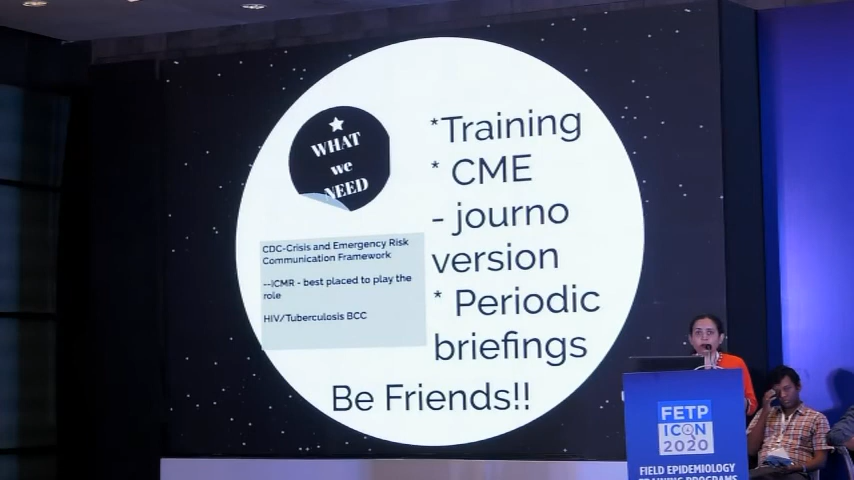 WHAT
we
NEED
CDC-Crisis and Emergency Risk
Communication Framework
--ICMR - best placed to play the
role
HIV/Tuberculosis BCC
*Training
* CME
- journo
version
* Periodic
briefings
Be Friends!!
FETP
ICON
2020
FIELD EPIDEMIOLOGY
TRAINING PROGRAMS